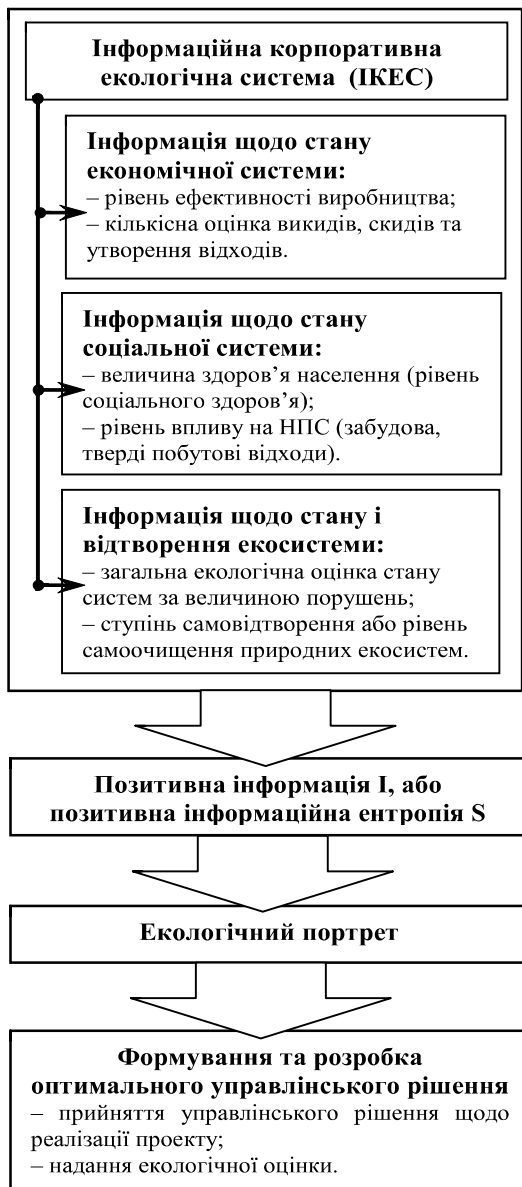 Інформаційна корпоративна
екологічна система (ІКЕС)
Інформація щодо стану
економічної системи:
– рівень ефективності виробництва;
– кількісна оцінка викидів, скидів та
утворення відходів.
Інформація щодо стану
соціальної системи:
– величина здоров’я населення (рівень
соціального здоров’я);
– рівень впливу на НПС (забудова,
тверді побутові відходи).
Інформація щодо стану і
відтворення екосистеми:
– загальна екологічна оцінка стану
систем за величиною порушень;
– ступінь самовідтворення або рівень
самоочищення природних екосистем.
Позитивна інформація І, або
позитивна інформаційна ентропія S
Екологічний портрет
Формування та розробка
оптимального управлінського рішення
– прийняття управлінського рішення щодо
реалізації проекту;
– надання екологічної оцінки.